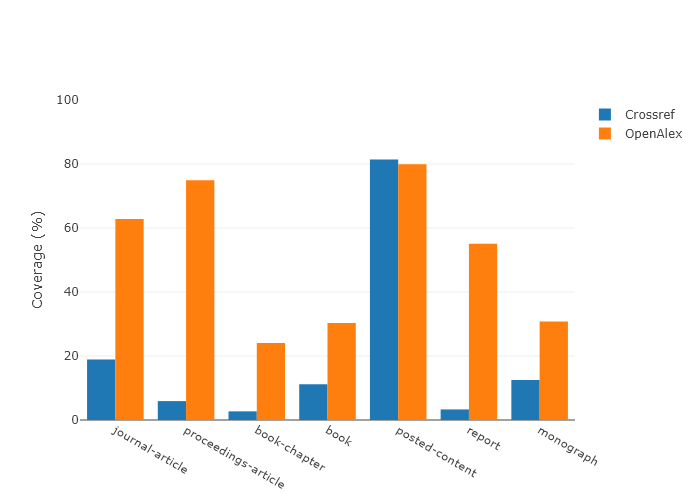 100
80
60
40
20
0
Coverage (%)
journal-article
proceedings-article
book-chapter
book
posted-content
report
monograph
Crossref
OpenAlex